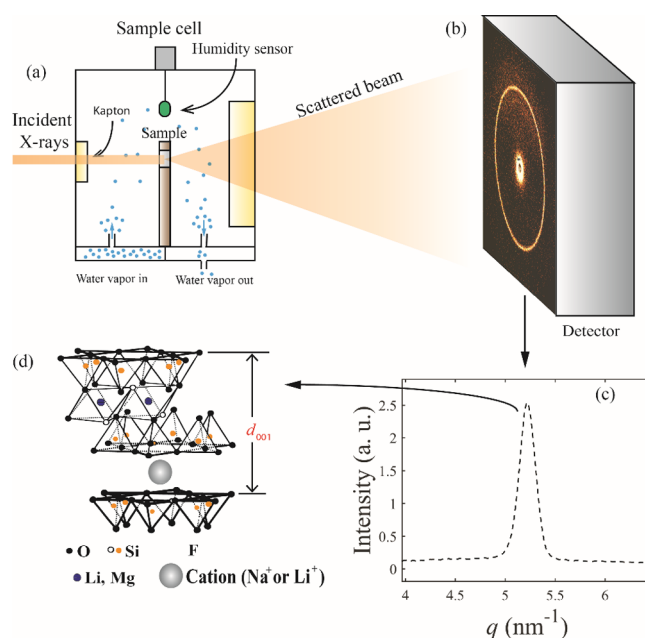 Sample cell
Humidity sensor
(a)
(b)
Incident
X-rays
Kapton
Sample
Scattered beam
Water vapor in
Water vapor out
Detector
(d)
(c)
d001
2.5
2
1.5
1
0.5
0
Intensity (a. u.)
4
4.5
5
5.5
6
q (nm-1)
O
Si
F
Li, Mg
Cation (Na+ or Li+)